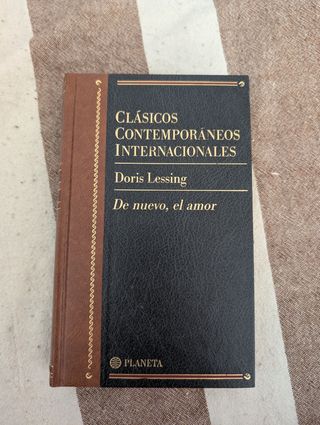 CLÁSICOS
CONTEMPORÁNEOS
INTERNACIONALES
Doris Lessing
De nuevo, el amor
PLANETA